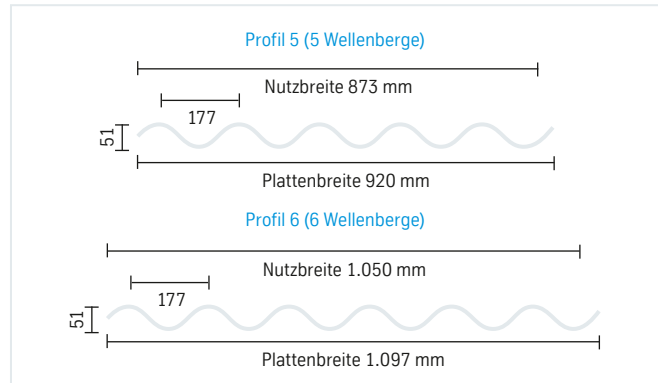 Profil 5 (5 Wellenberge)
Nutzbreite 873 mm
177
51
Plattenbreite 920 mm
Profil 6 (6 Wellenberge)
Nutzbreite 1.050 mm
177
51
Plattenbreite 1.097 mm